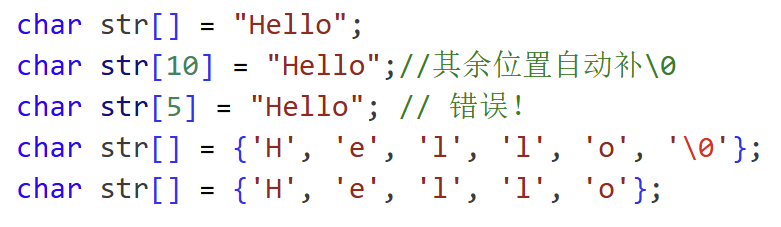 char str[] = "Hello";
char str[10] = "Hello";//其余位置自动补\0
char str[5] = "Hello"; // 错误！
char str[] = {'H', 'e', 'l', 'l', 'o', '\0'};
char str[] = {'H', 'e', 'l', 'l', 'o'};